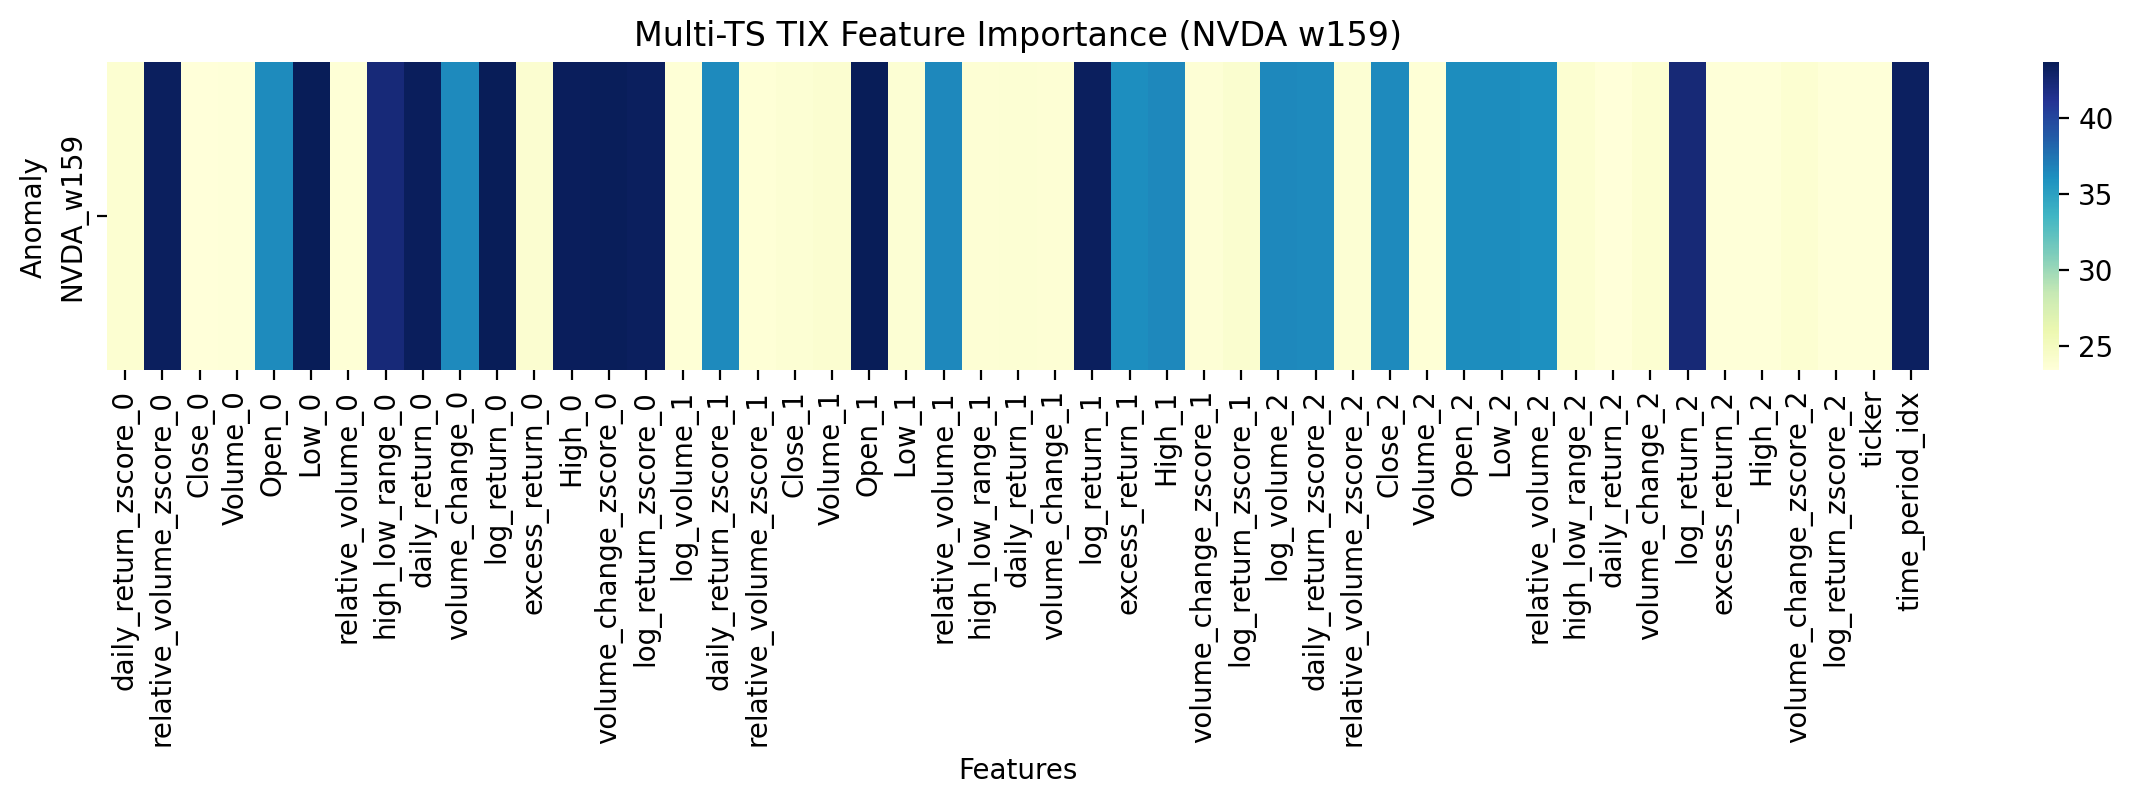 Multi-TS TIX Feature Importance (NVDA w159)
Anomaly
NVDA_w159
40
35
30
25
daily_return_zscore_0
relative_volume_zscore_0
Close_0
Volume_0
Open_0
Low_0
relative_volume_0
high_low_range_0
daily_return_0
volume_change_0
log_return_0
excess_return_0
High_0
volume_change_zscore_0
log_return_zscore_0
log_volume_1
daily_return_zscore_1
relative_volume_zscore_1
Close_1
Volume_1
Open_1
Low_1
relative_volume_1
high_low_range_1
daily_return_1
volume_change_1
log_return_1
excess_return_1
High_1
volume_change_zscore_1
log_return_zscore_1
log_volume_2
daily_return_zscore_2
relative_volume_zscore_2
Close_2
Volume_2
Open_2
Low_2
relative_volume_2
high_low_range_2
daily_return_2
volume_change_2
log_return_2
excess_return_2
High_2
volume_change_zscore_2
log_return_zscore_2
ticker
time_period_idx
Features